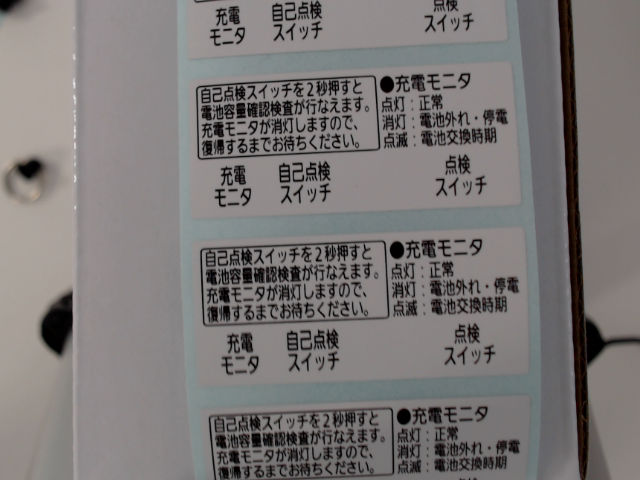 充電 自己点検 点検
モニタ スイッチ スイッチ
自己点検スイッチを2秒押すと
電池容量確認検査が行なえます。
充電モニタが消灯しますので、
復帰するまでお待ちください。
●充電モニタ
点灯:正常
消灯:電池外れ・停電
点滅:電池交換時期
充電 自己点検 点検
モニタ スイッチ スイッチ
自己点検スイッチを2秒押すと
電池容量確認検査が行なえます。
充電モニタが消灯しますので、
復帰するまでお待ちください。
●充電モニタ
点灯:正常
消灯:電池外れ・停電
点滅:電池交換時期
充電 自己点検 点検
モニタ スイッチ スイッチ
自己点検スイッチを2秒押すと
電池容量確認検査が行なえます。
充電モニタが消灯しますので、
復帰するまでお待ちください。
●充電モニタ
点灯:正常
消灯:電池外れ・停電
点滅:電池交換時期